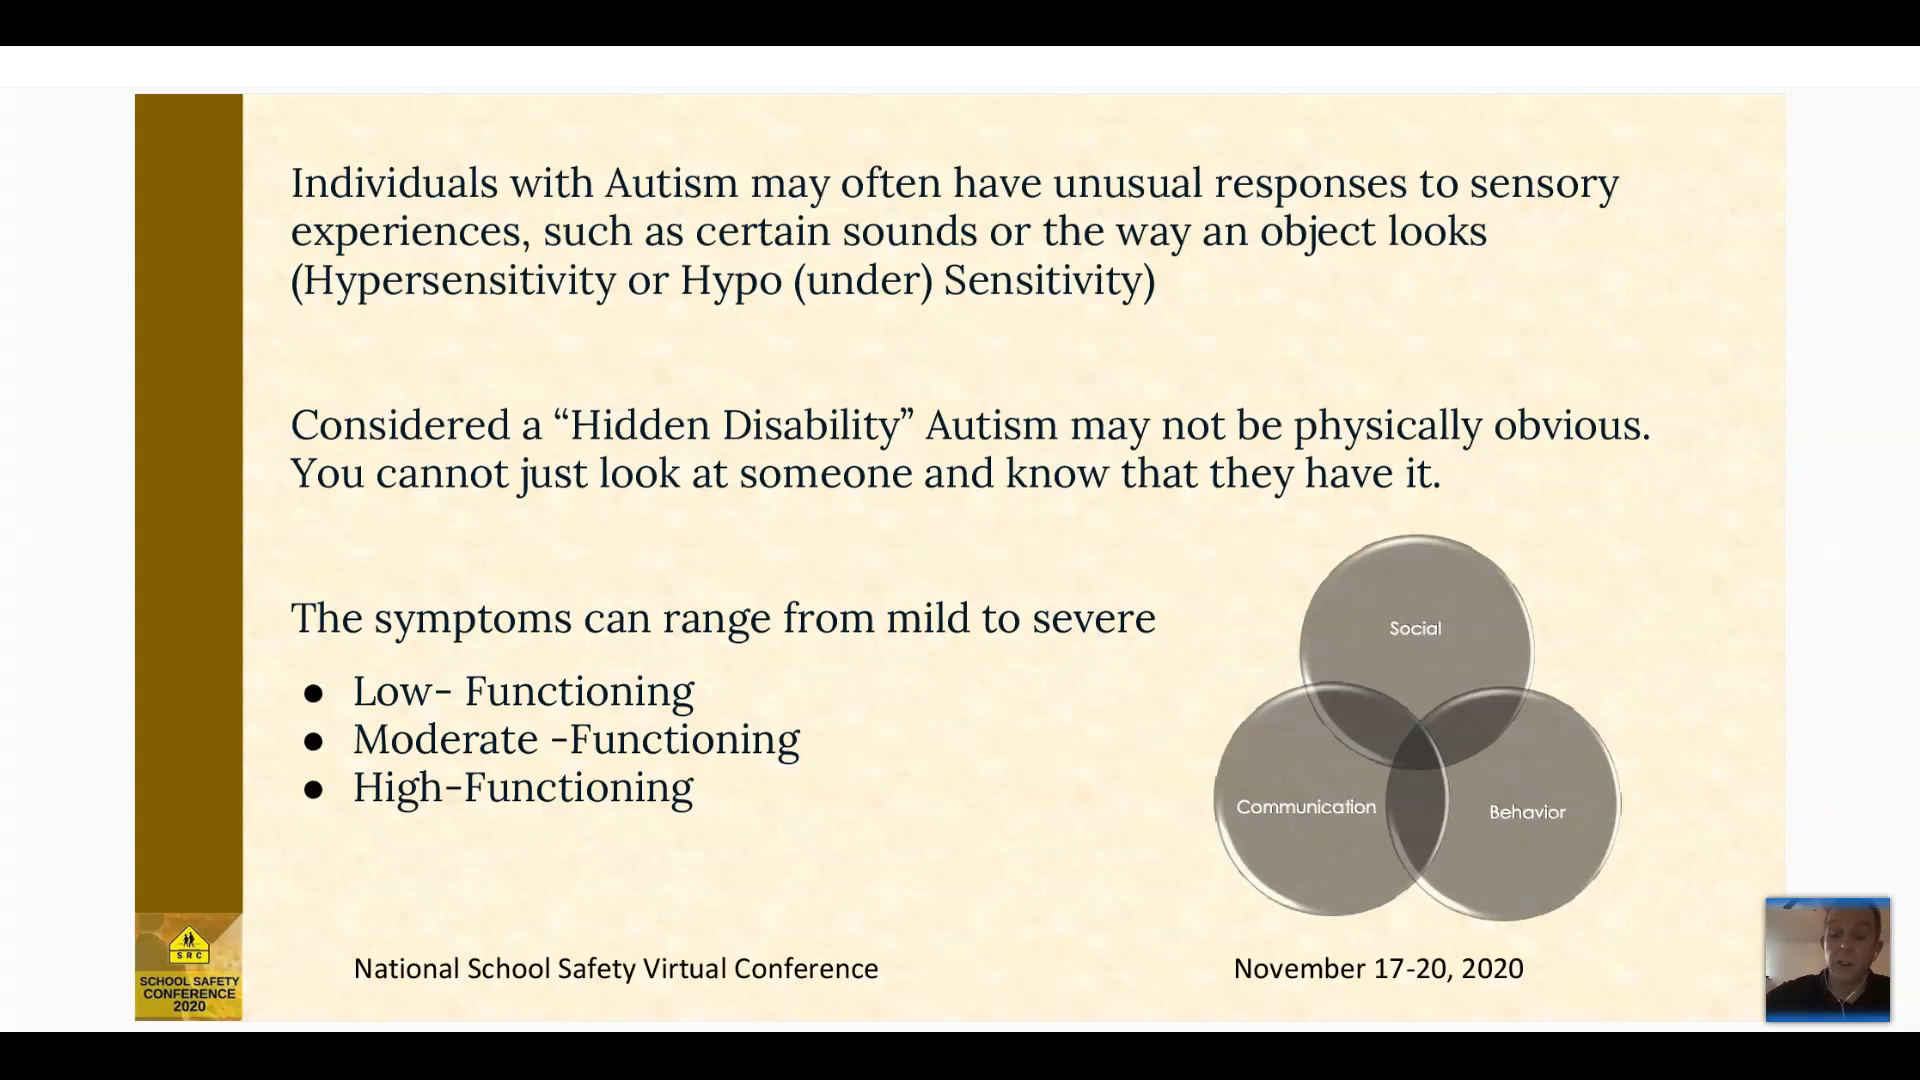 Individuals with Autism may often have unusual responses to sensory
experiences, such as certain sounds or the way an object looks
(Hypersensitivity or Hypo (under) Sensitivity)
Considered a “Hidden Disability” Autism may not be physically obvious.
You cannot just look at someone and know that they have it.
The symptoms can range from mild to severe
● Low- Functioning
● Moderate -Functioning
● High-Functioning
Social
Communication
Behavior
SRC
SCHOOL SAFETY
CONFERENCE
2020
National School Safety Virtual Conference
November 17-20, 2020